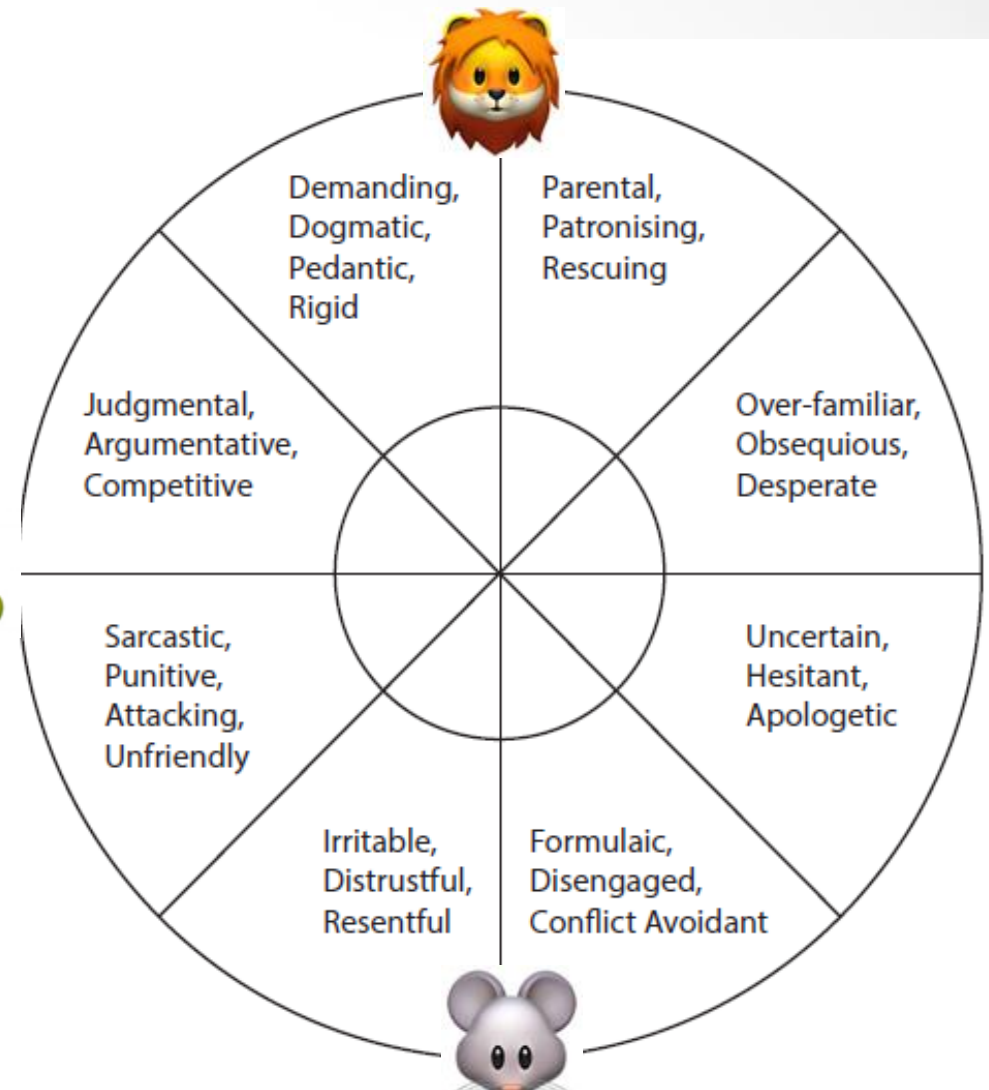 Demanding,
Dogmatic,
Pedantic,
Rigid
Parental,
Patronising,
Rescuing
Judgmental,
Argumentative,
Competitive
Over-familiar,
Obsequious,
Desperate
Sarcastic,
Punitive,
Attacking,
Unfriendly
Uncertain,
Hesitant,
Apologetic
Irritable,
Distrustful,
Resentful
Formulaic,
Disengaged,
Conflict Avoidant